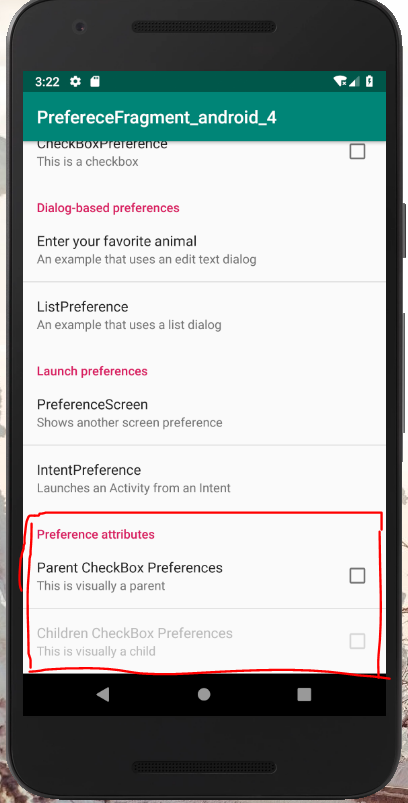 3:22
PrefereceFragment_android_4
CheckBoxPreference
This is a checkbox
Dialog-based preferences
Enter your favorite animal
An example that uses an edit text dialog
ListPreference
An example that uses a list dialog
Launch preferences
PreferenceScreen
Shows another screen preference
IntentPreference
Launches an Activity from an Intent
Preference attributes
Parent CheckBox Preferences
This is visually a parent
Children CheckBox Preferences
This is visually a child